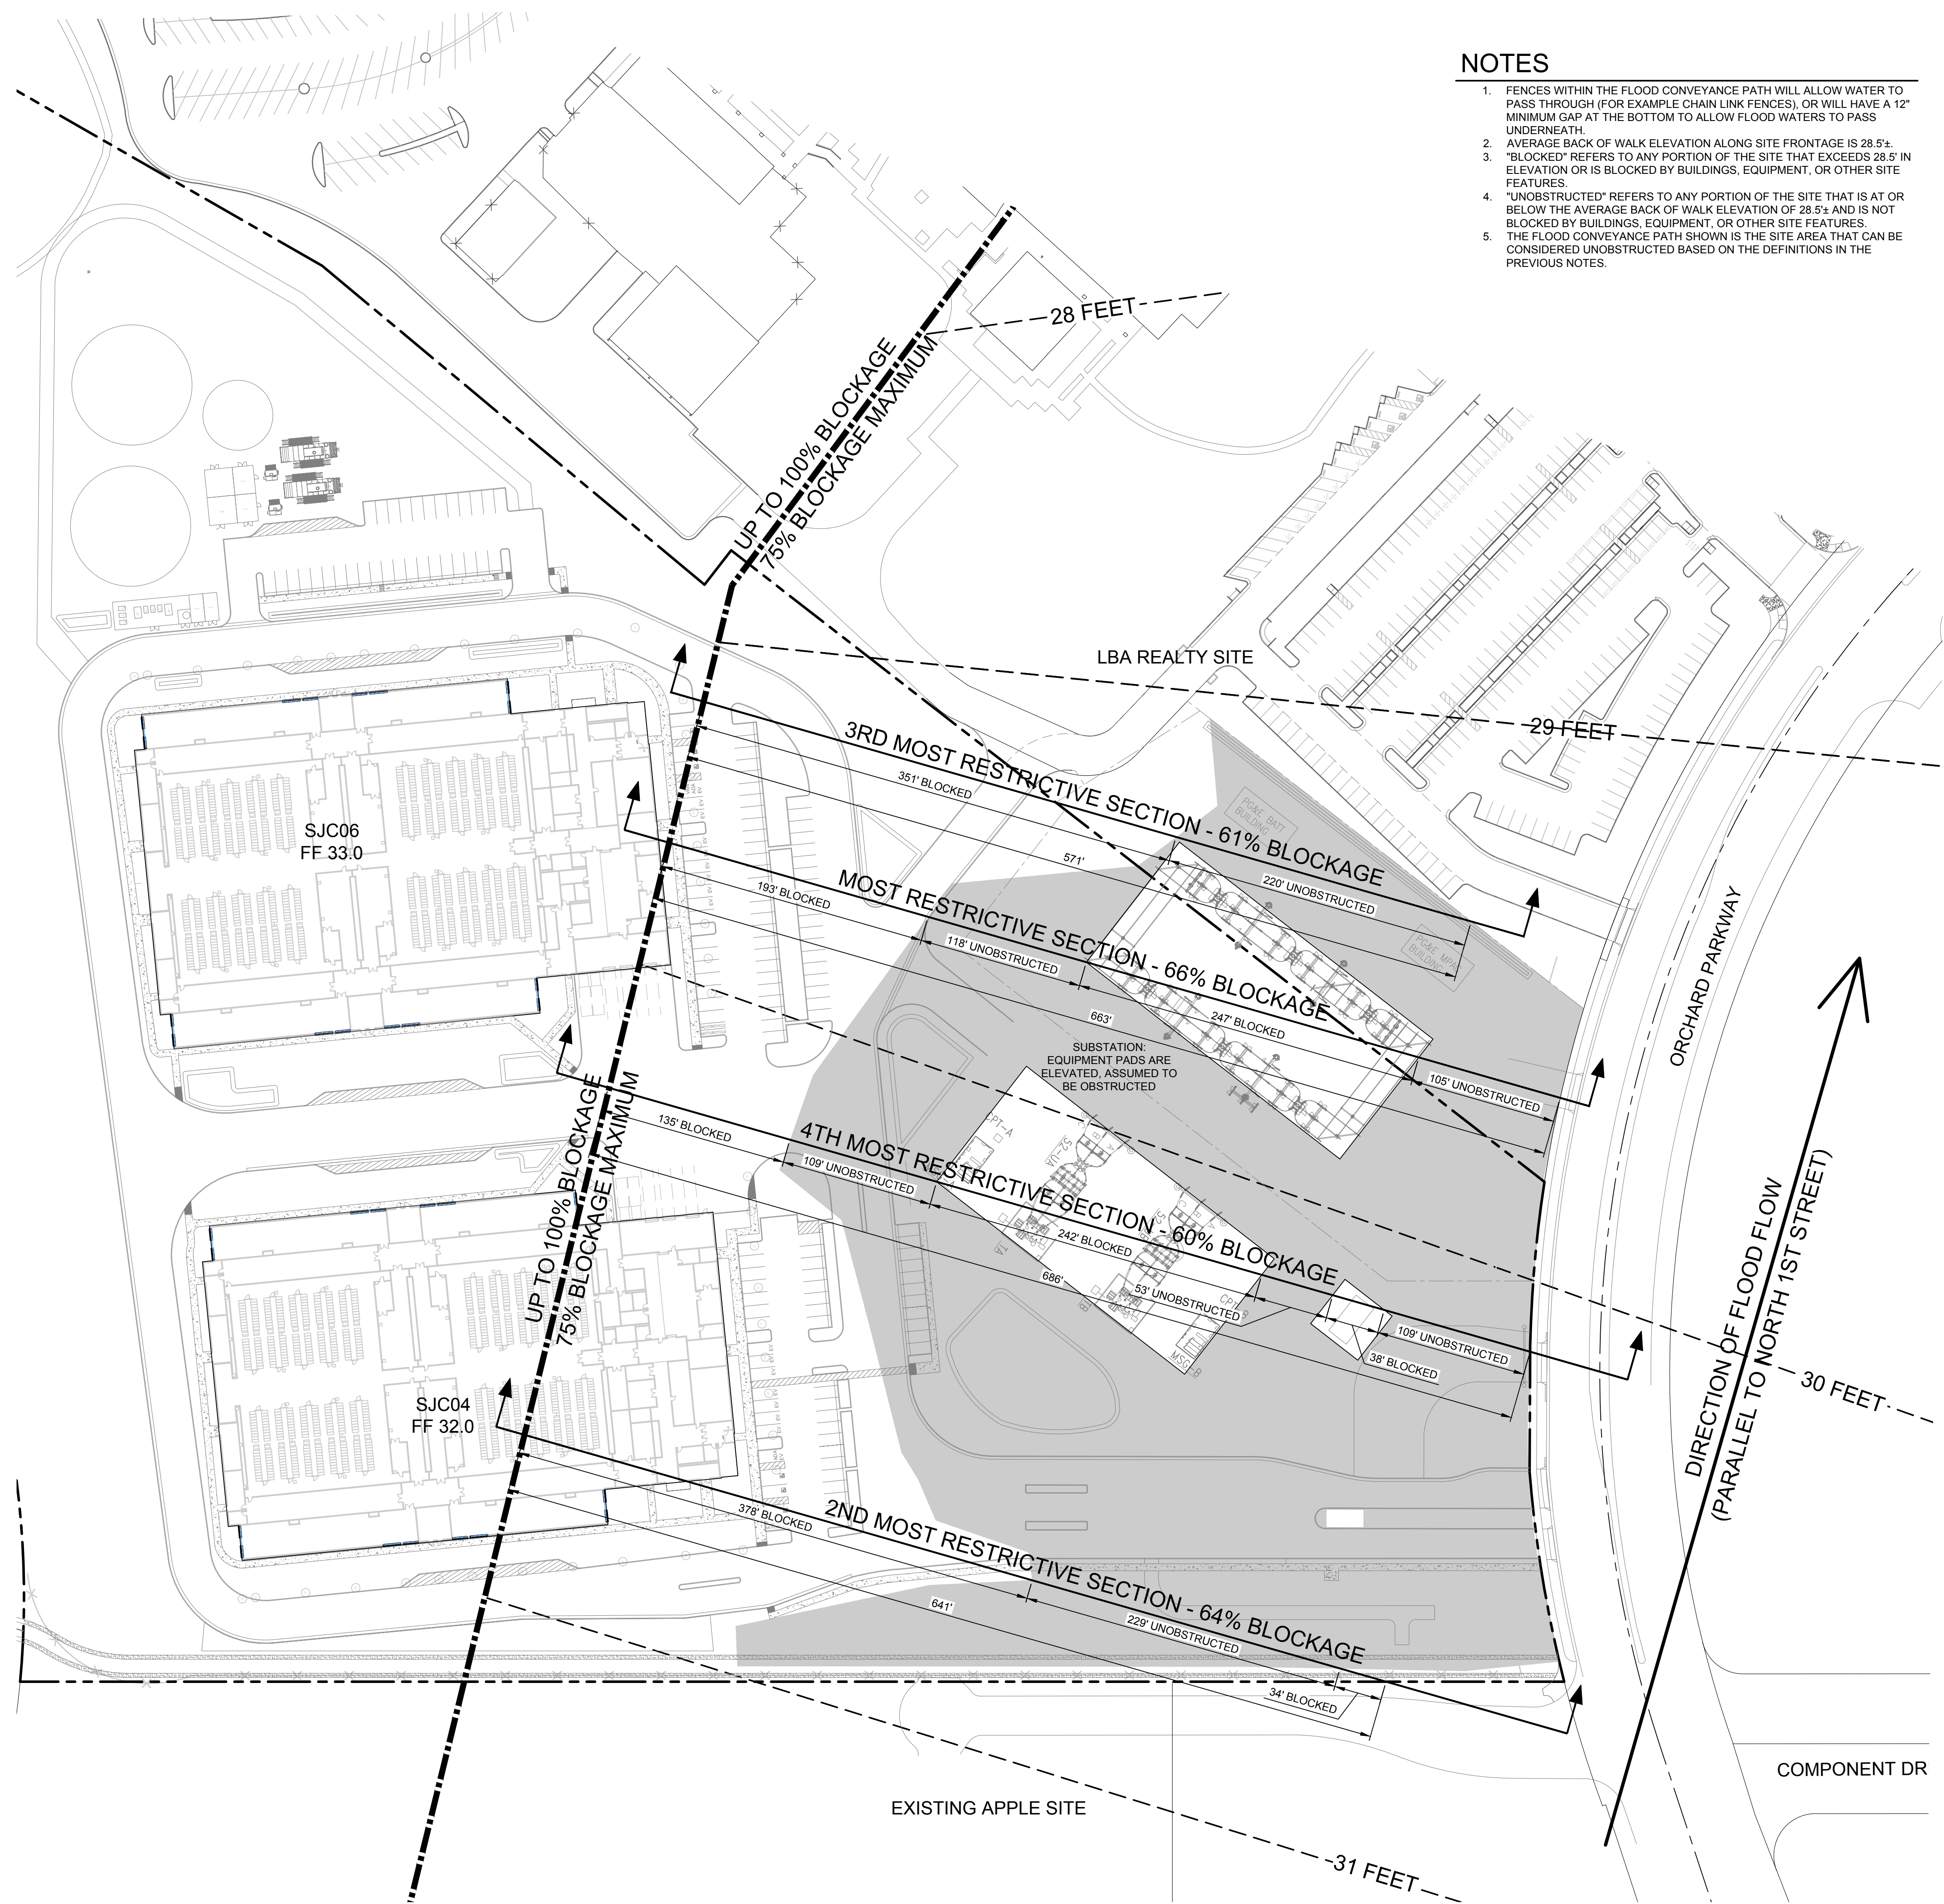 NOTES
1. FENCES WITHIN THE FLOOD CONVEYANCE PATH WILL ALLOW WATER TO
PASS THROUGH (FOR EXAMPLE CHAIN LINK FENCES), OR WILL HAVE A 12"
MINIMUM GAP AT THE BOTTOM TO ALLOW FLOOD WATERS TO PASS
UNDERNEATH.
2. AVERAGE BACK OF WALK ELEVATION ALONG SITE FRONTAGE IS 28.5'±.
3. "BLOCKED" REFERS TO ANY PORTION OF THE SITE THAT EXCEEDS 28.5' IN
ELEVATION OR IS BLOCKED BY BUILDINGS, EQUIPMENT, OR OTHER SITE
FEATURES.
4. "UNOBSTRUCTED" REFERS TO ANY PORTION OF THE SITE THAT IS AT OR
BELOW THE AVERAGE BACK OF WALK ELEVATION OF 28.5'± AND IS NOT
BLOCKED BY BUILDINGS, EQUIPMENT, OR OTHER SITE FEATURES.
5. THE FLOOD CONVEYANCE PATH SHOWN IS THE SITE AREA THAT CAN BE
CONSIDERED UNOBSTRUCTED BASED ON THE DEFINITIONS IN THE
PREVIOUS NOTES.
28 FEET
UP TO 100% BLOCKAGE
75% BLOCKAGE MAXIMUM
LBA REALTY SITE
29 FEET
3RD MOST RESTRICTIVE SECTION - 61% BLOCKAGE
351' BLOCKED
571'
220' UNOBSTRUCTED
PG&E BATT
BUILDING
PG&E MPAC
BUILDING
SJC06
FF 33.0
MOST RESTRICTIVE SECTION - 66% BLOCKAGE
193' BLOCKED
118' UNOBSTRUCTED
663'
247' BLOCKED
105' UNOBSTRUCTED
SUBSTATION:
EQUIPMENT PADS ARE
ELEVATED, ASSUMED TO
BE OBSTRUCTED
ORCHARD PARKWAY
UP TO 100% BLOCKAGE
75% BLOCKAGE MAXIMUM
4TH MOST RESTRICTIVE SECTION - 60% BLOCKAGE
135' BLOCKED
109' UNOBSTRUCTED
242' BLOCKED
686'
53' UNOBSTRUCTED
109' UNOBSTRUCTED
38' BLOCKED
CPT-A
52-UA
MSG-B
DIRECTION OF FLOOD FLOW
(PARALLEL TO NORTH 1ST STREET)
30 FEET
SJC04
FF 32.0
2ND MOST RESTRICTIVE SECTION - 64% BLOCKAGE
378' BLOCKED
641'
229' UNOBSTRUCTED
34' BLOCKED
COMPONENT DR
EXISTING APPLE SITE
31 FEET